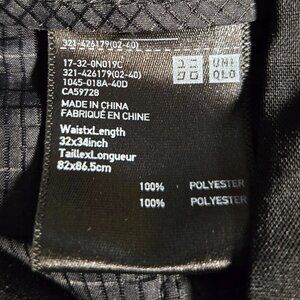 321-426179(02-40)
17-32-0N019C
321-426179(02-40)
1045-018A-40D
CA59728
MADE IN CHINA
FABRIQUÉ EN CHINE
UNI
QLO
WaistxLength
32x34inch
TaillexLongueur
82x86.5cm
100% POLYESTER
100% POLYESTER